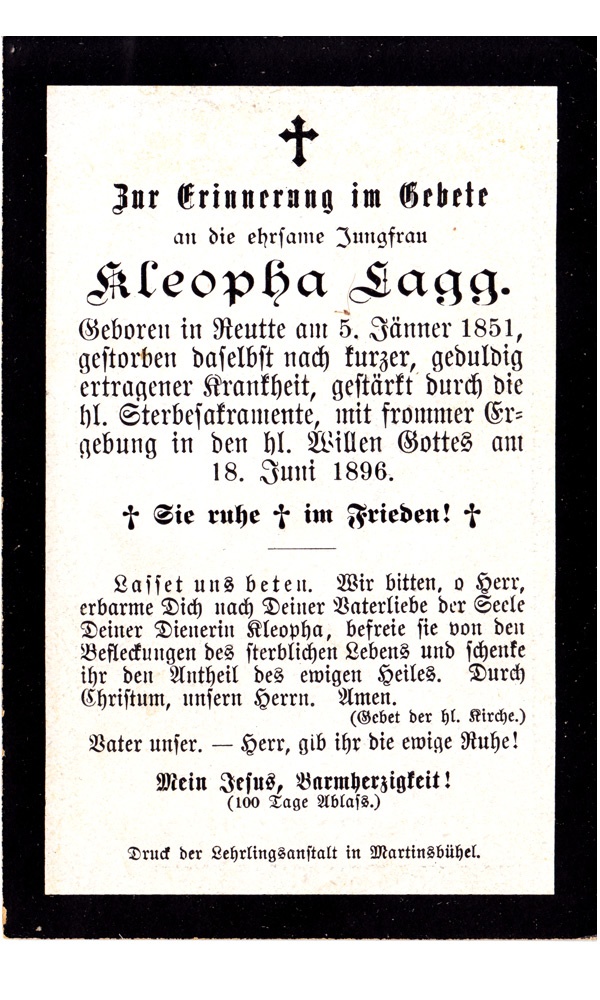 Zur Erinnerung im Gebete
an die ehrsame Jungfrau
Kleopha Lagg.
Geboren in Reutte am 5. Jänner 1851,
gestorben daselbst nach kurzer, geduldig
ertragener Krankheit, gestärkt durch die
hl. Sterbesakramente, mit frommer Er-
gebung in den hl. Willen Gottes am
18. Juni 1896.
† Sie ruhe † im Frieden! †
Lasset uns beten. Wir bitten, o Herr,
erbarme Dich nach Deiner Vaterliebe der Seele
Deiner Dienerin Kleopha, befreie sie von den
Befleckungen des sterblichen Lebens und schenke
ihr den Antheil des ewigen Heiles. Durch
Christum, unsern Herrn. Amen.
(Gebet der hl. Kirche.)
Vater unser. — Herr, gib ihr die ewige Ruhe!
Mein Jesus, Barmherzigkeit!
(100 Tage Ablaß.)
Druck der Lehrlingsanstalt in Martinsbühel.